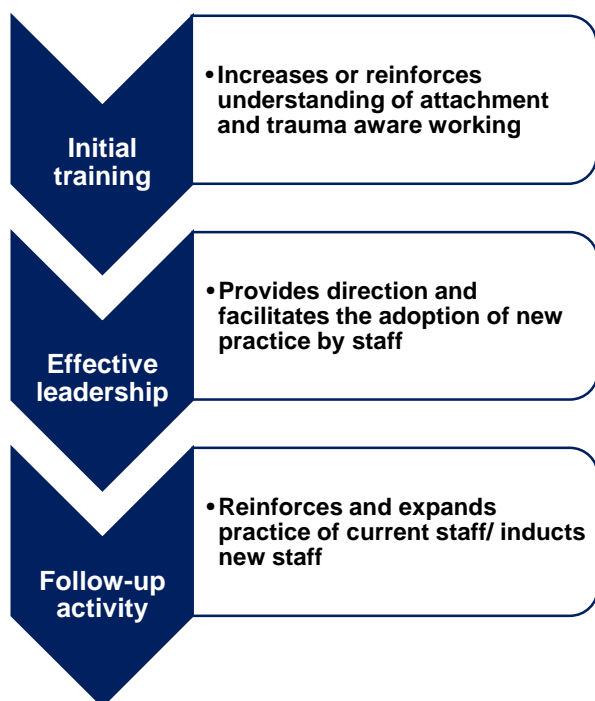 Initial
training
•Increases or reinforces
understanding of attachment
and trauma aware working
Effective
leadership
•Provides direction and
facilitates the adoption of new
practice by staff
Follow-up
activity
•Reinforces and expands
practice of current staff/ inducts
new staff